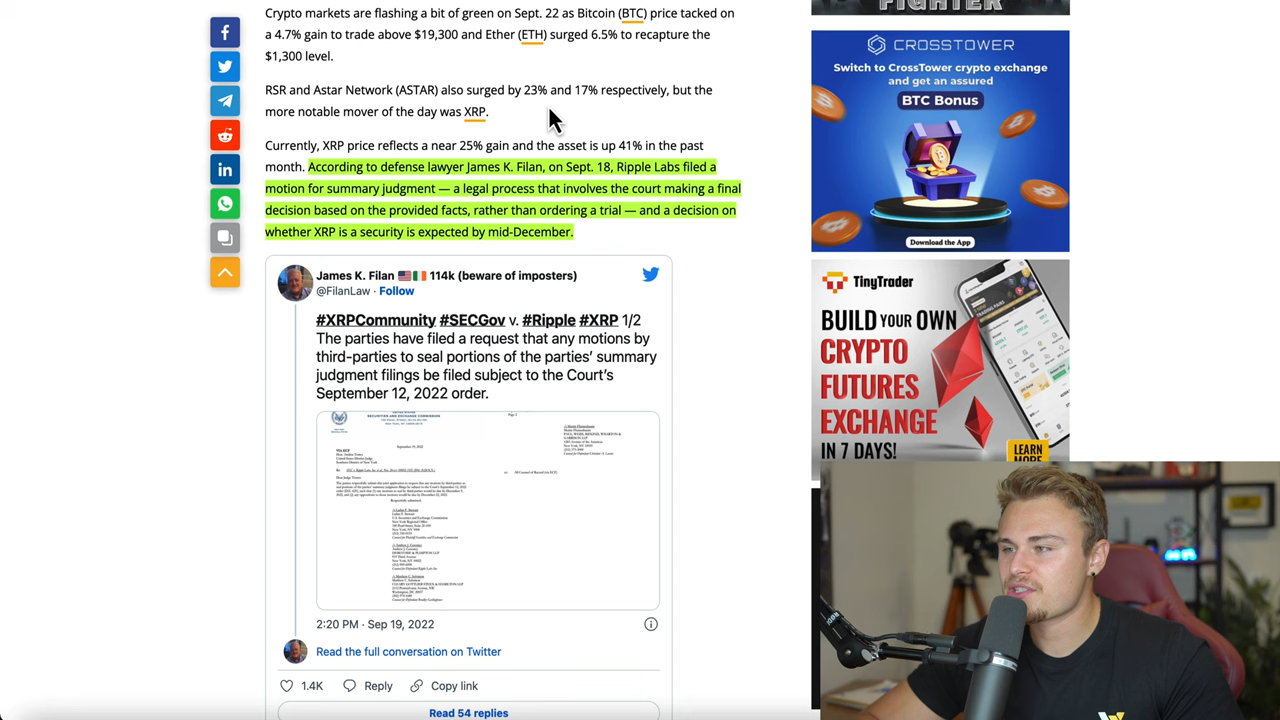 FIGHTER
Crypto markets are flashing a bit of green on Sept. 22 as Bitcoin (BTC) price tacked on
a 4.7% gain to trade above $19,300 and Ether (ETH) surged 6.5% to recapture the
$1,300 level.
RSR and Astar Network (ASTAR) also surged by 23% and 17% respectively, but the
more notable mover of the day was XRP.
Currently, XRP price reflects a near 25% gain and the asset is up 41% in the past
month. According to defense lawyer James K. Filan, on Sept. 18, Ripple Labs filed a
motion for summary judgment — a legal process that involves the court making a final
decision based on the provided facts, rather than ordering a trial — and a decision on
whether XRP is a security is expected by mid-December.
James K. Filan 🇺🇸🇮🇪 114k (beware of imposters)
@FilanLaw · Follow
#XRPCommunity #SECGov v. #Ripple #XRP 1/2
The parties have filed a request that any motions by
third-parties to seal portions of the parties' summary
judgment filings be filed subject to the Court's
September 12, 2022 order.
2:20 PM · Sep 19, 2022
Read the full conversation on Twitter
1.4K Reply Copy link
Read 54 replies
CROSSTOWER
Switch to CrossTower crypto exchange
and get an assured
BTC Bonus
Download the App
TinyTrader
BUILD YOUR OWN
CRYPTO
FUTURES
EXCHANGE
IN 7 DAYS!
LEARN
MORE